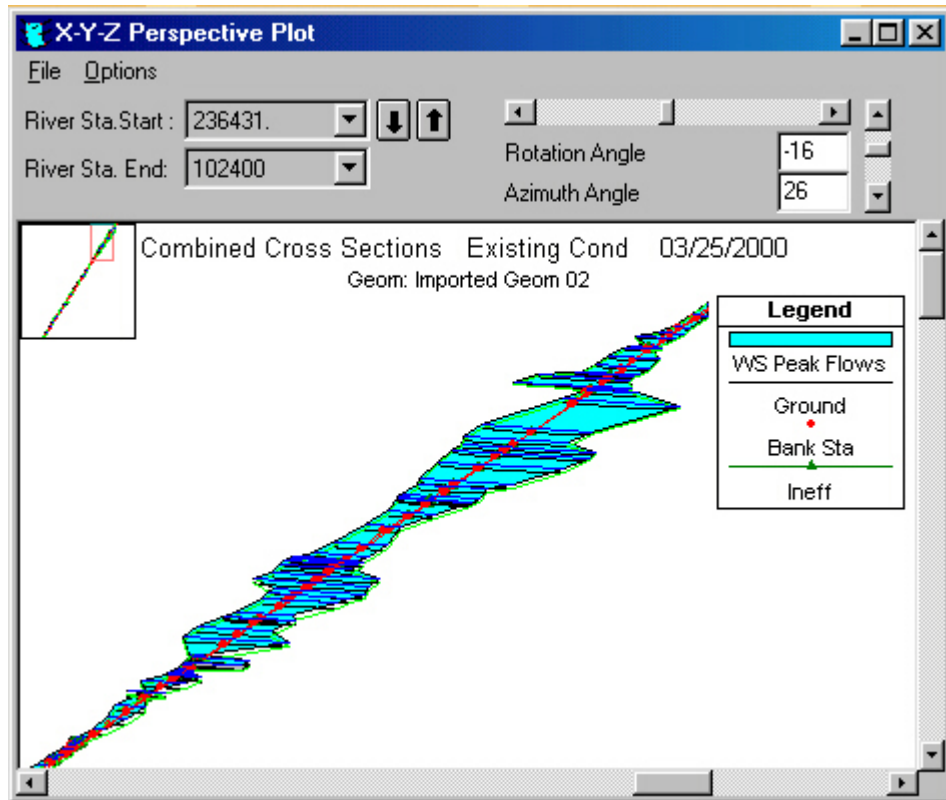 X-Y-Z Perspective Plot
File Options
River Sta.Start : 236431.
River Sta. End: 102400
Rotation Angle -16
Azimuth Angle 26
Combined Cross Sections Existing Cond 03/25/2000
Geom: Imported Geom 02
Legend
WS Peak Flows
Ground
Bank Sta
Ineff